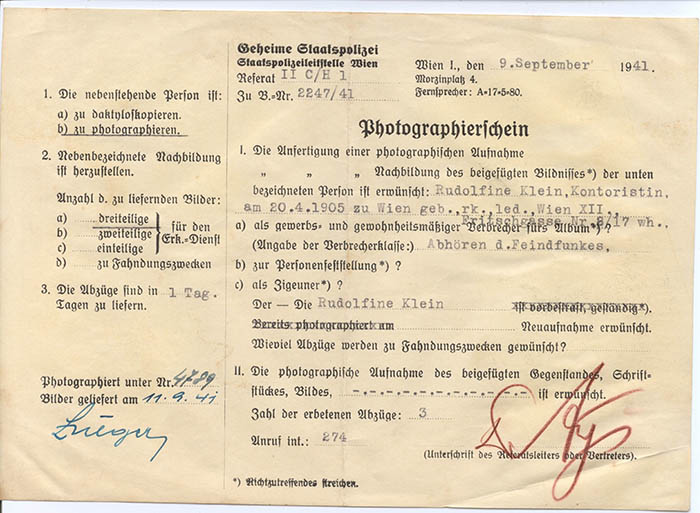 Geheime Staatspolizei
Staatspolizeileitstelle Wien
Referat II C/H 1
Zu B.-Nr. 2247/41
Wien I., den 9.September 1941.
Morzinplatz 4.
Fernsprecher: A=17=5=80.
1. Die nebenstehende Person ist:
a) zu daktyloskopieren.
b) zu photographieren.
2. Nebenbezeichnete Nachbildung
ist herzustellen.
Anzahl d. zu liefernden Bilder:
a) dreiteilige
b) zweiteilige
c) einteilige
für den
Erk.=Dienst
d) zu Fahndungszwecken
3. Die Abzüge sind in 1 Tag.
Tagen zu liefern.
Photographiert unter Nr. 4789
Bilder geliefert am 11.9.41
Photographierschein
I. Die Anfertigung einer photographischen Aufnahme
„ „ „ Nachbildung des beigefügten Bildnisses*) der unten
bezeichneten Person ist erwünscht: Rudolfine Klein,Kontoristin,
am 20.4.1905 zu Wien geb.,rk.,led.,Wien XII,
Fritschgasse Nr.8/17 wh.,
a) als gewerbs= und gewohnheitsmäßiger Verbrecher fürs Album*) ?
(Angabe der Verbrecherklasse:) Abhören d.Feindfunkes,
b) zur Personenfeststellung*) ?
c) als Zigeuner*) ?
Der — Die Rudolfine Klein ist vorbestraft, geständig*).
Bereits photographiert am Neuaufnahme erwünscht.
Wieviel Abzüge werden zu Fahndungszwecken gewünscht?
II. Die photographische Aufnahme des beigefügten Gegenstandes, Schrift=
stückes, Bildes, -.-.-.-.-.-.-.-.-.-.-.- ist erwünscht.
Zahl der erbetenen Abzüge: 3
Anruf int.: 274
(Unterschrift des Referatsleiters oder Vertreters).
*) Nichtzutreffendes streichen.